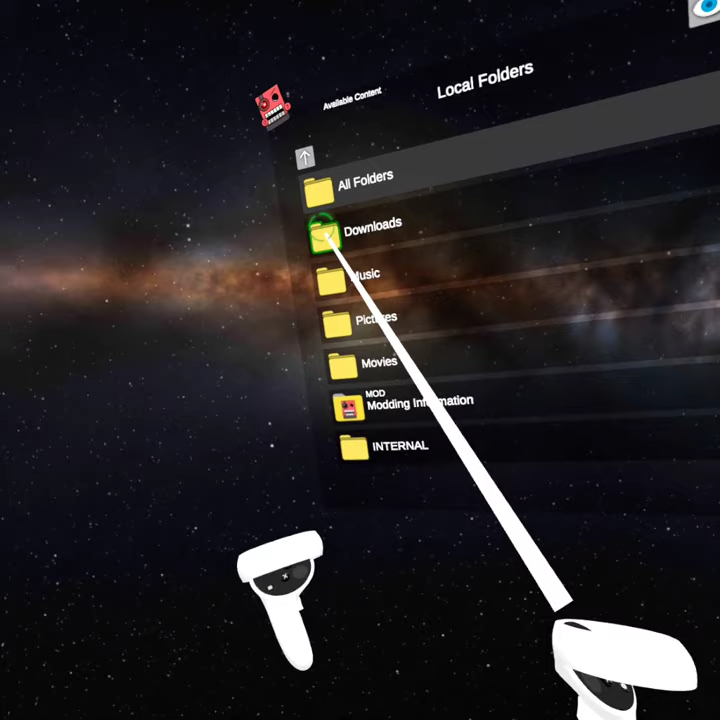 Available Content
Local Folders
All Folders
Downloads
Music
Pictures
Movies
MOD
Modding Information
INTERNAL